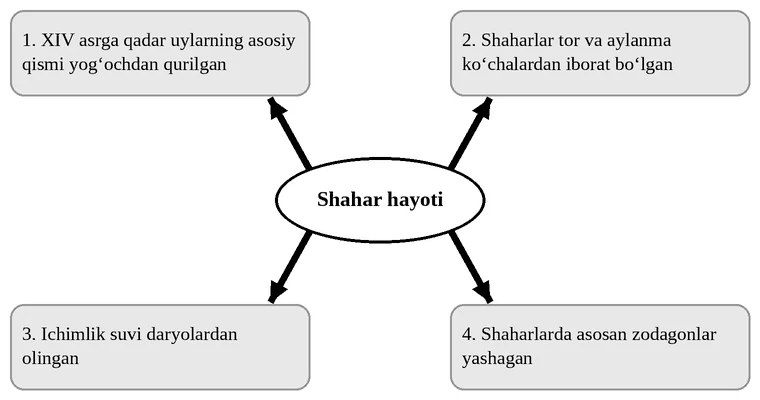 1. XIV asrga qadar uylarning asosiy
qismi yog‘ochdan qurilgan
2. Shaharlar tor va aylanma
ko‘chalardan iborat bo‘lgan
Shahar hayoti
3. Ichimlik suvi daryolardan
olingan
4. Shaharlarda asosan zodagonlar
yashagan